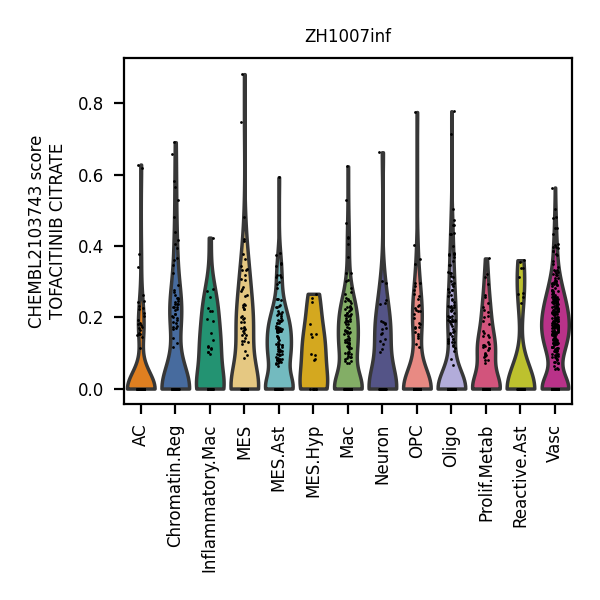 ZH1007inf
CHEMBL2103743 score
TOFACITINIB CITRATE
0.8
0.6
0.4
0.2
0.0
AC
Chromatin.Reg
Inflammatory.Mac
MES
MES.Ast
MES.Hyp
Mac
Neuron
OPC
Oligo
Prolif.Metab
Reactive.Ast
Vasc